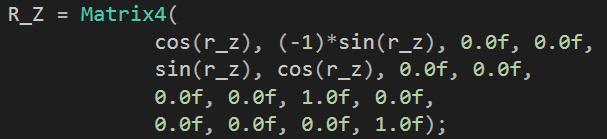 R_Z = Matrix4(
cos(r_z), (-1)*sin(r_z), 0.0f, 0.0f,
sin(r_z), cos(r_z), 0.0f, 0.0f,
0.0f, 0.0f, 1.0f, 0.0f,
0.0f, 0.0f, 0.0f, 1.0f);